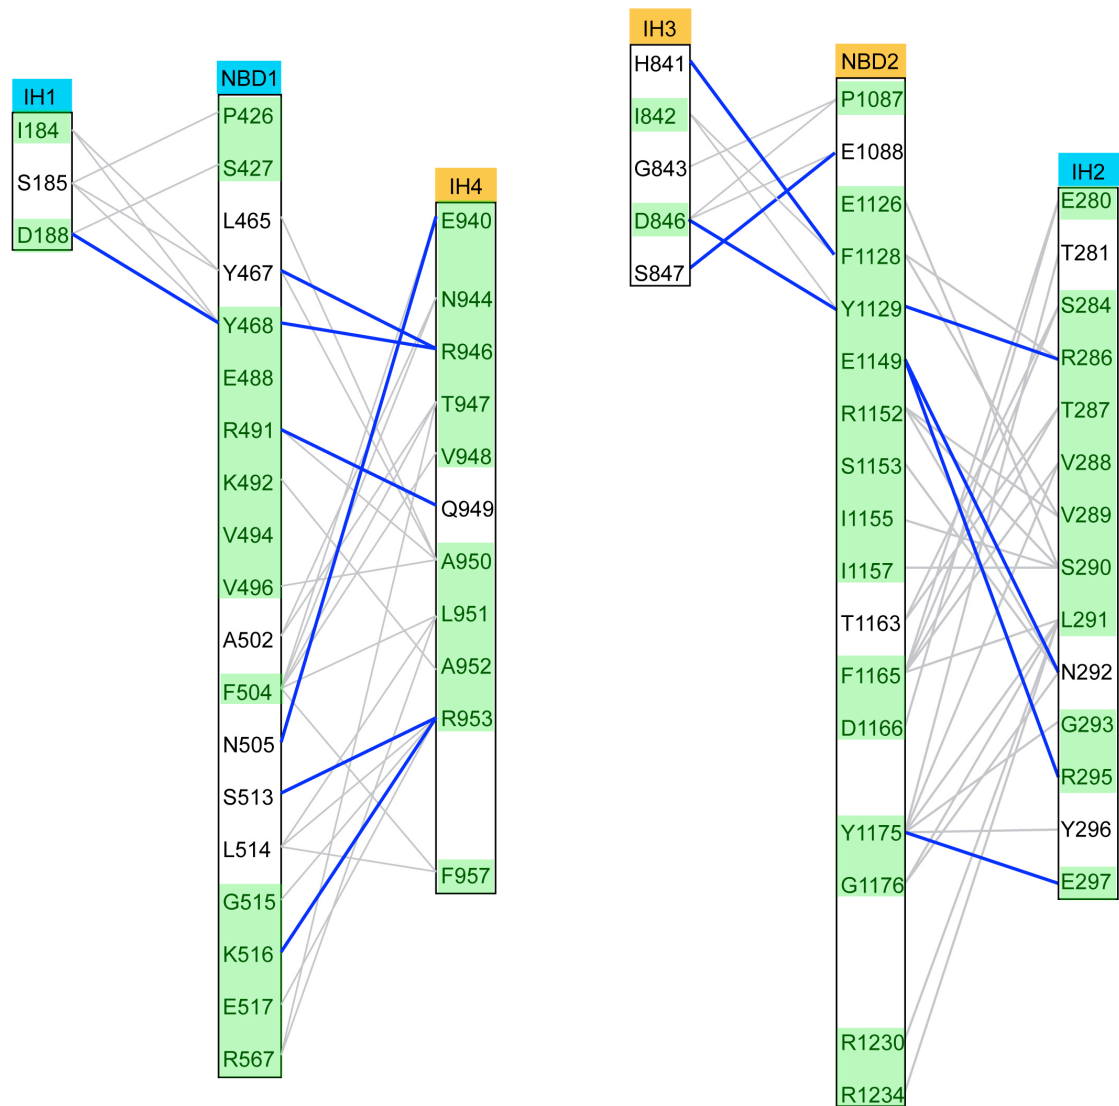 IH1
I184
S185
D188
NBD1
P426
S427
L465
Y467
Y468
E488
R491
K492
V494
V496
A502
F504
N505
S513
L514
G515
K516
E517
R567
IH4
E940
N944
R946
T947
V948
Q949
A950
L951
A952
R953
F957
IH3
H841
I842
G843
D846
S847
NBD2
P1087
E1088
E1126
F1128
Y1129
E1149
R1152
S1153
I1155
I1157
T1163
F1165
D1166
Y1175
G1176
R1230
R1234
IH2
E280
T281
S284
R286
T287
V288
V289
S290
L291
N292
G293
R295
Y296
E297